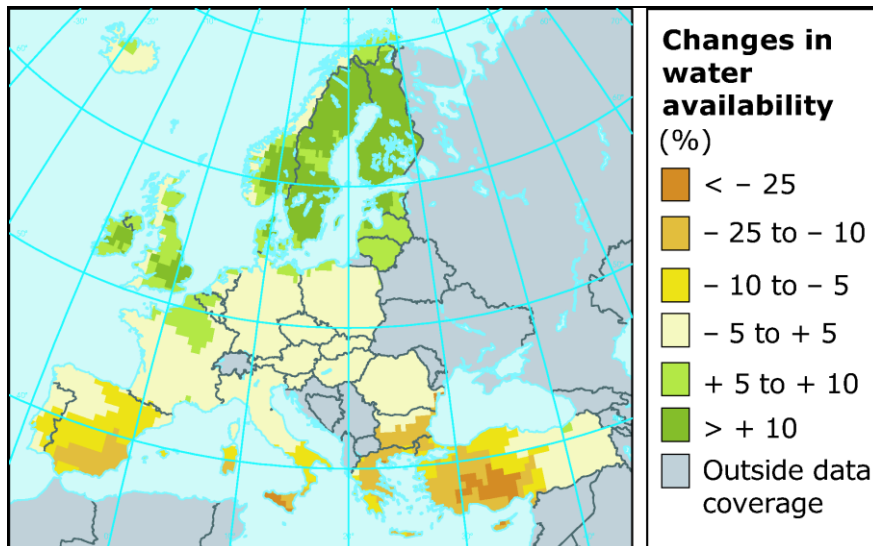 Changes in
water
availability
(%)
< – 25
– 25 to – 10
– 10 to – 5
– 5 to + 5
+ 5 to + 10
> + 10
Outside data
coverage